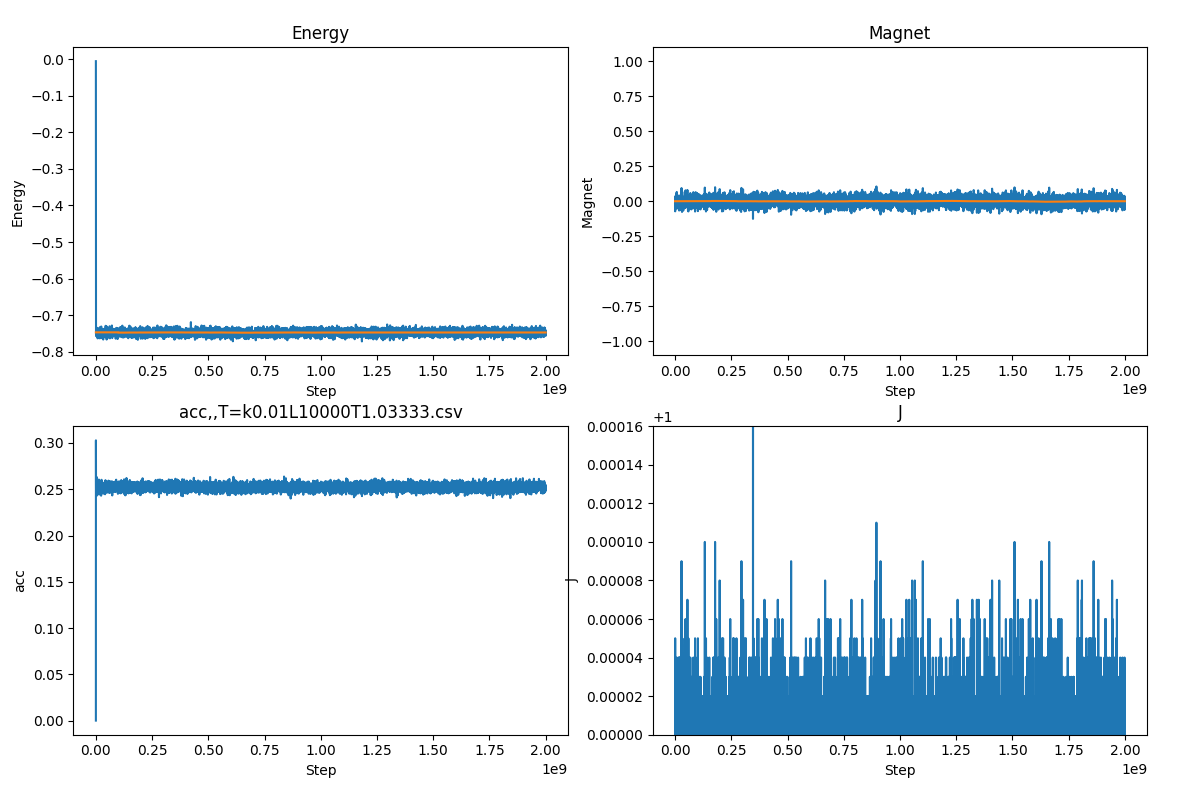 Energy
Energy
0.0
−0.1
−0.2
−0.3
−0.4
−0.5
−0.6
−0.7
−0.8
0.00 0.25 0.50 0.75 1.00 1.25 1.50 1.75 2.00
Step
1e9
Magnet
Magnet
1.00
0.75
0.50
0.25
0.00
−0.25
−0.50
−0.75
−1.00
0.00 0.25 0.50 0.75 1.00 1.25 1.50 1.75 2.00
Step
1e9
acc,,T=k0.01L10000T1.03333.csv
acc
0.30
0.25
0.20
0.15
0.10
0.05
0.00
0.00 0.25 0.50 0.75 1.00 1.25 1.50 1.75 2.00
Step
1e9
J
+1
J
0.00016
0.00014
0.00012
0.00010
0.00008
0.00006
0.00004
0.00002
0.00000
0.00 0.25 0.50 0.75 1.00 1.25 1.50 1.75 2.00
Step
1e9